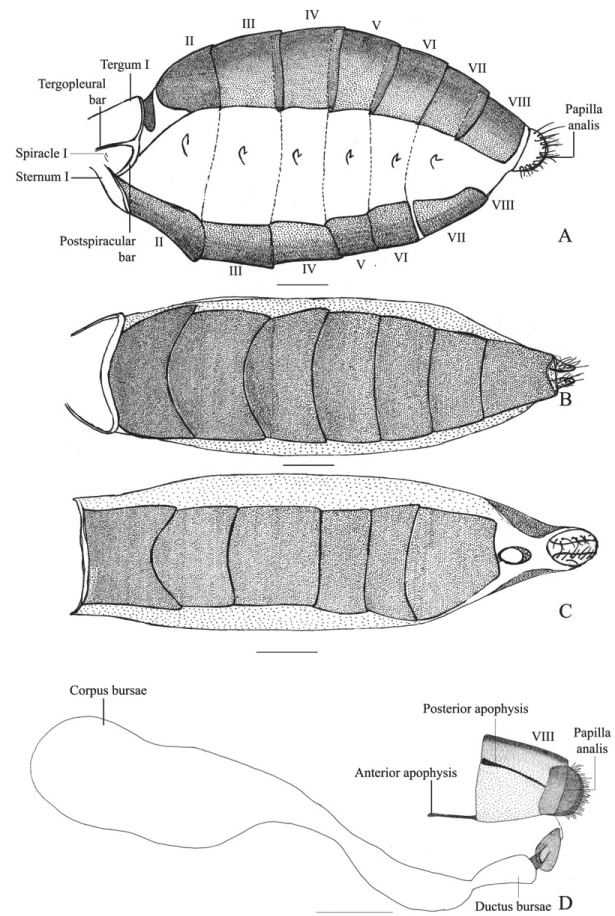 IV
III
V
II
VI
Tergum I
VII
Tergopleural
bar
VIII
Papilla
analis
Spiracle I
Sternum I
VIII
Postspiracular
bar
II
III
IV
V
VI
VII
A
B
C
Corpus bursae
Posterior apophysis
VIII
Papilla
analis
Anterior apophysis
Ductus bursae
D